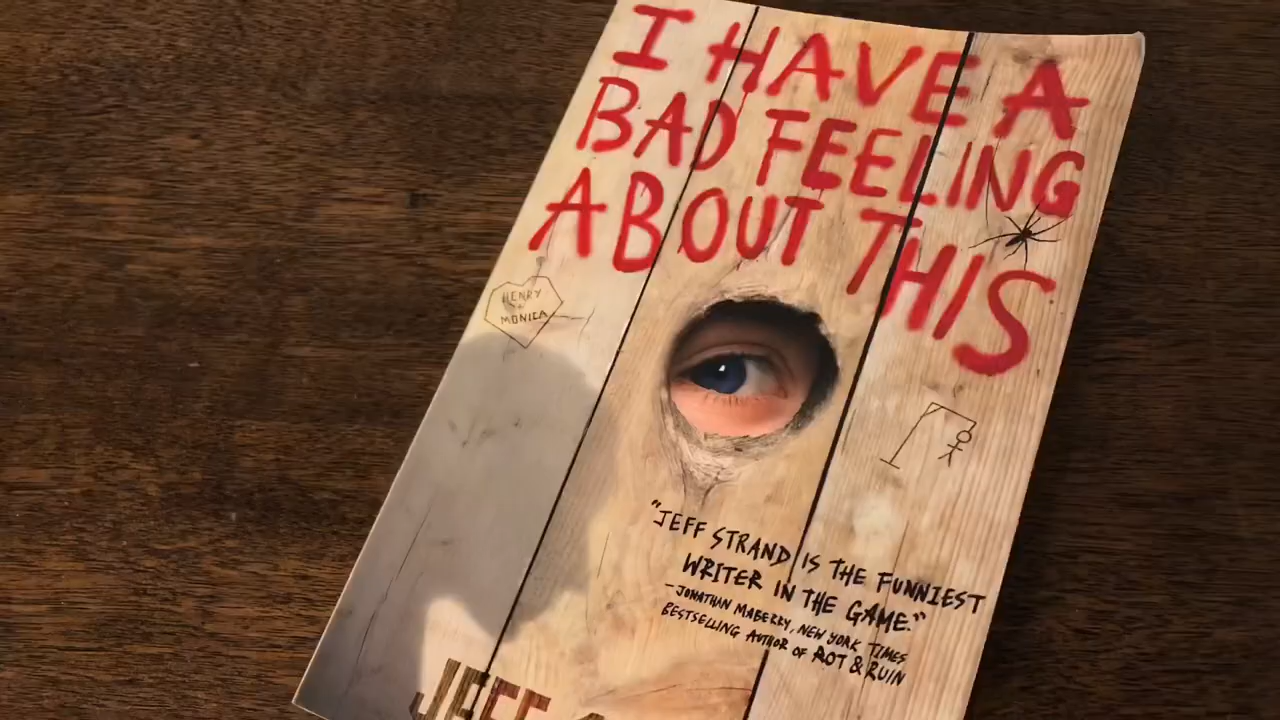 I HAVE A
BAD FEELING
ABOUT THIS
HENRY
+
MONICA
"JEFF STRAND IS THE FUNNIEST
WRITER IN THE GAME."
-JONATHAN MABERRY, NEW YORK TIMES
BESTSELLING AUTHOR OF ROT & RUIN
JEFF